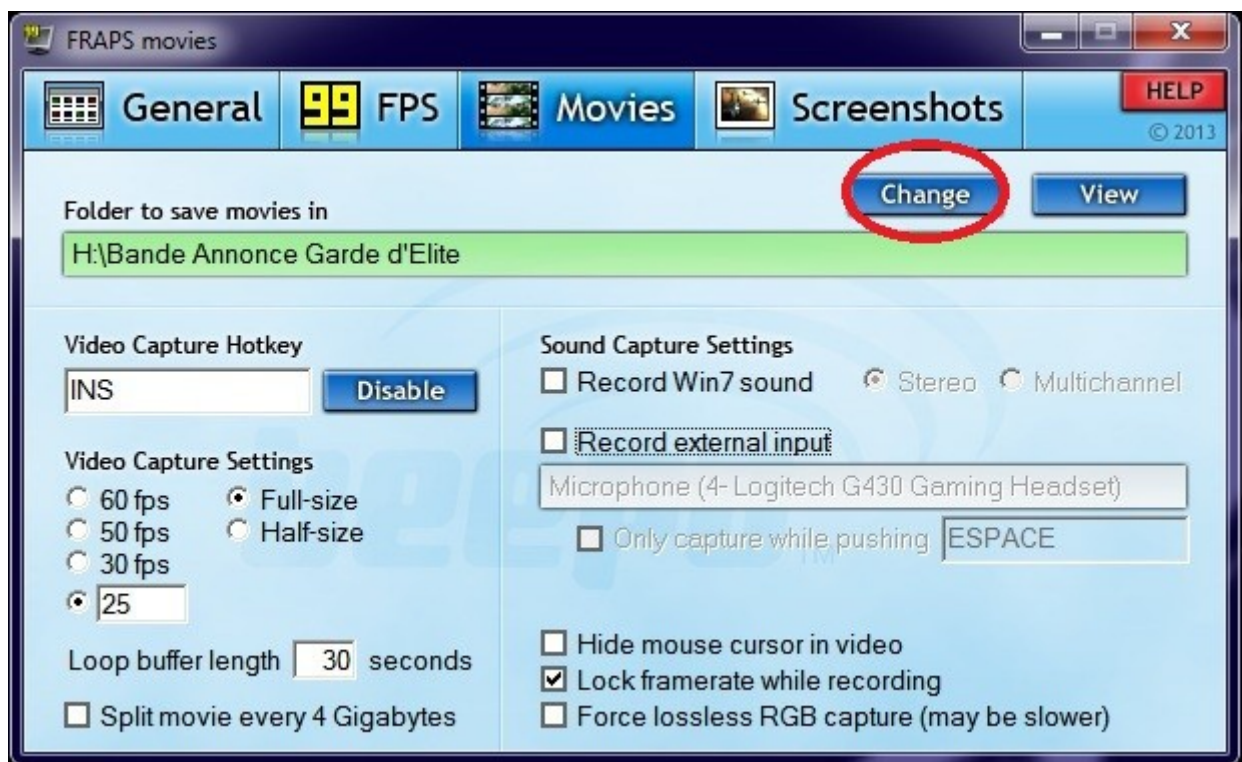 FRAPS movies
General 99 FPS Movies Screenshots HELP
© 2013
Change View
Folder to save movies in
H:\Bande Annonce Garde d'Elite
Video Capture Hotkey
INS Disable
Video Capture Settings
60 fps Full-size
50 fps Half-size
30 fps
25
Loop buffer length 30 seconds
Split movie every 4 Gigabytes
Sound Capture Settings
Record Win7 sound Stereo Multichannel
Record external input
Microphone (4- Logitech G430 Gaming Headset)
Only capture while pushing ESPACE
Hide mouse cursor in video
Lock framerate while recording
Force lossless RGB capture (may be slower)